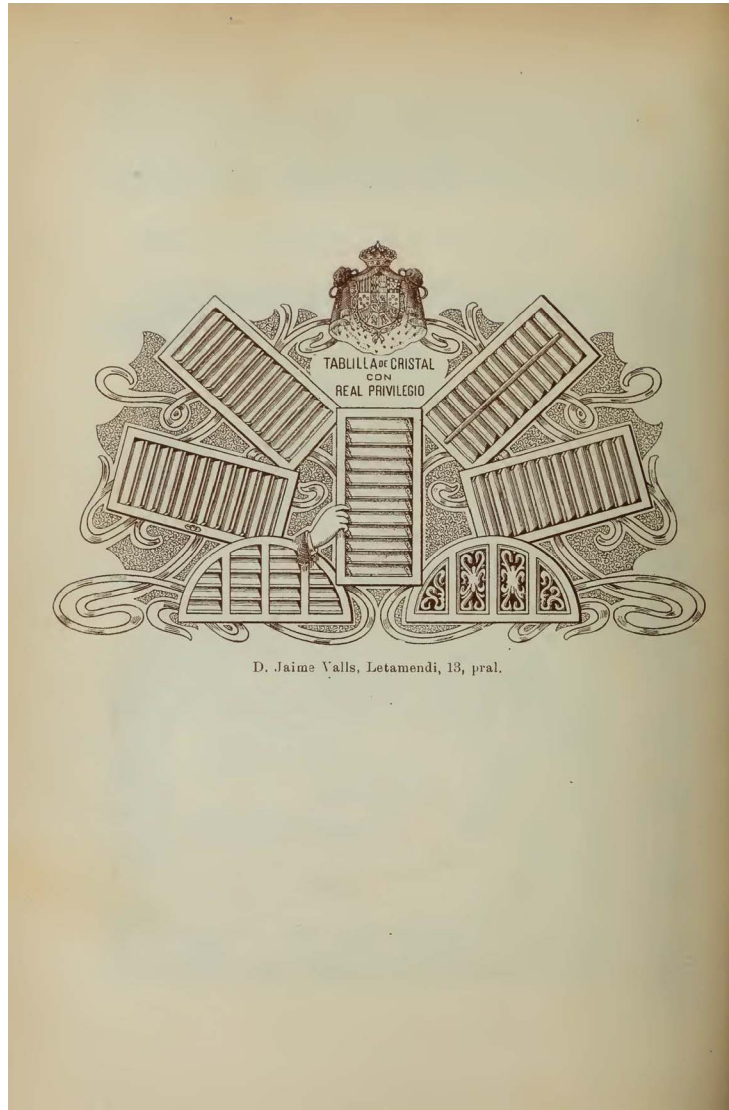 TABLILLA DE CRISTAL
CON
REAL PRIVILEGIO
D. Jaime Valls, Letamendi, 13, pral.